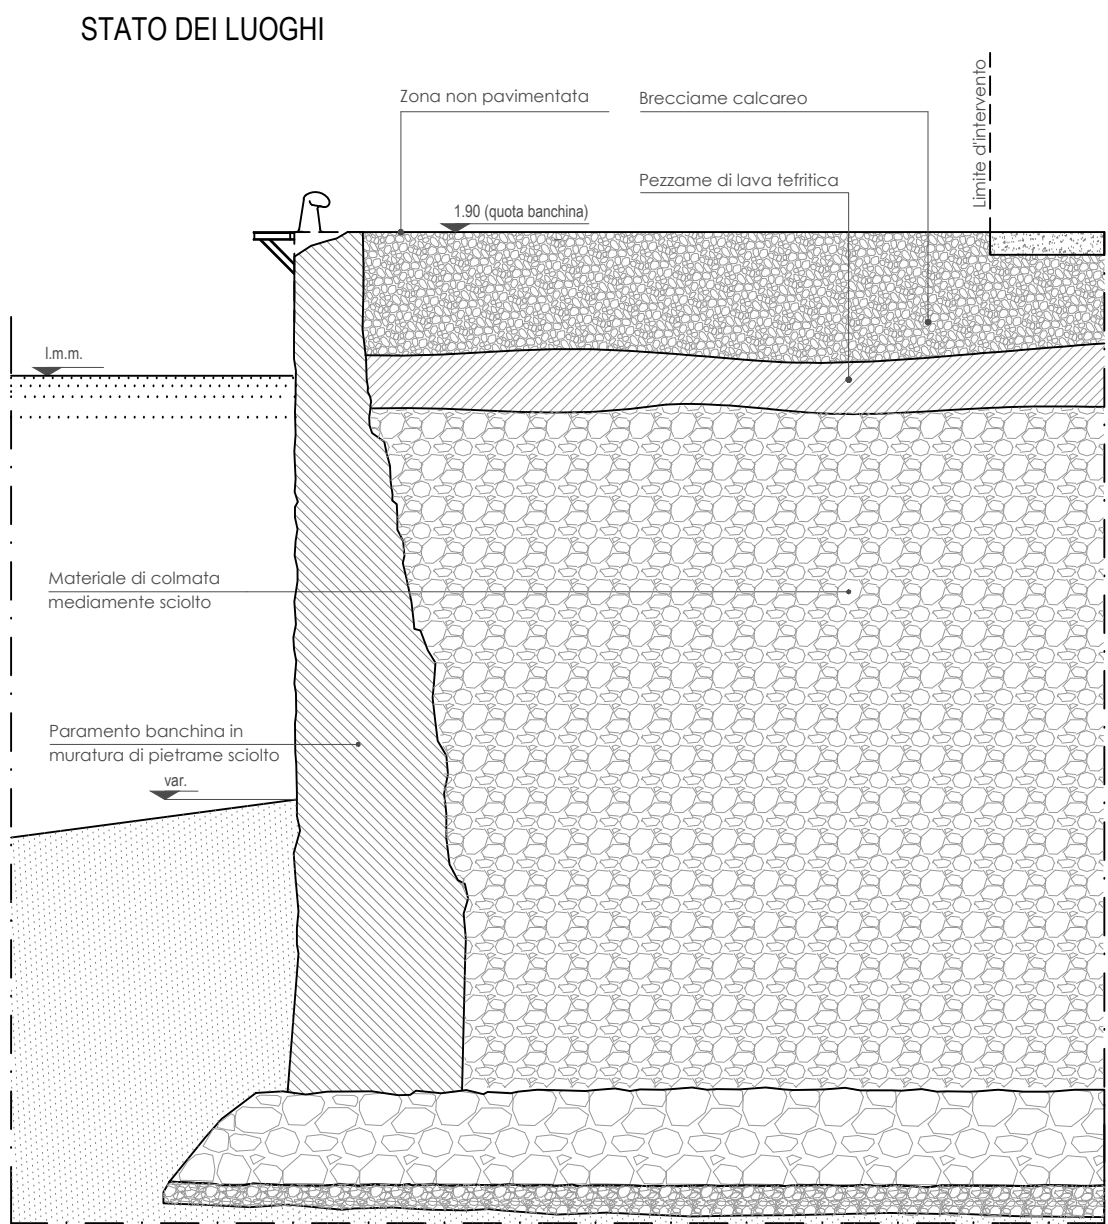 STATO DEI LUOGHI
Zona non pavimentata
Brecciame calcareo
Limite d'intervento
Pezzame di lava tefritica
1.90 (quota banchina)
l.m.m.
Materiale di colmata
mediamente sciolto
Paramento banchina in
muratura di pietrame sciolto
var.